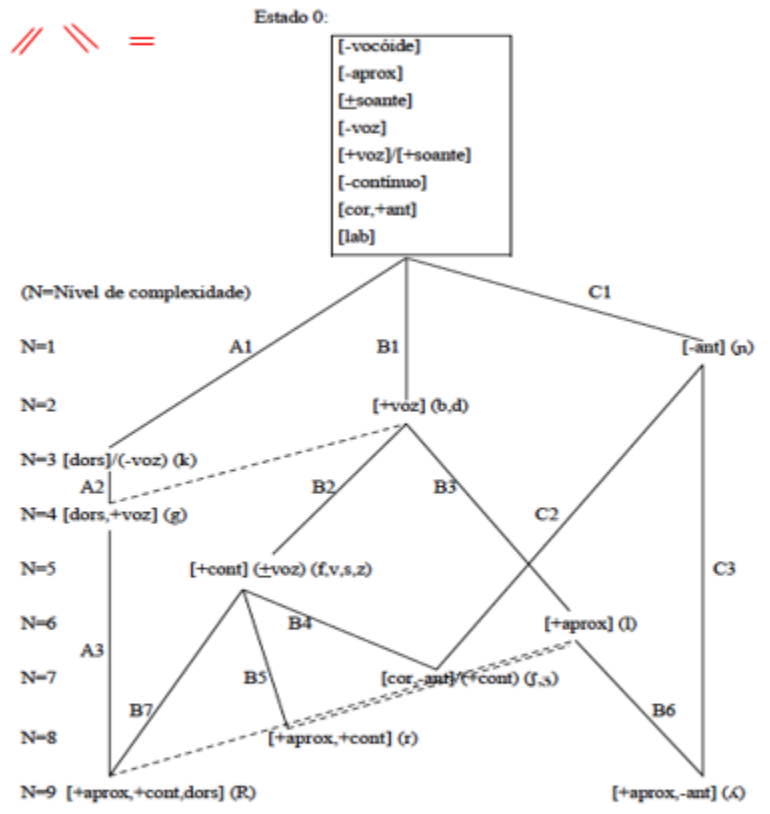 Estado 0:
[-vocóide]
[-aprox]
[±soante]
[-voz]
[+voz]/[+soante]
[-contínuo]
[cor,+ant]
[lab]
(N=Nível de complexidade)
C1
N=1
A1
B1
[-ant] (ɲ)
N=2
[+voz] (b,d)
N=3 [dors]/(-voz) (k)
A2
B2
B3
N=4 [dors,+voz] (g)
C2
N=5
[+cont] (±voz) (f,v,s,z)
C3
N=6
B4
[+aprox] (l)
A3
N=7
B5
[cor,-ant]/(+cont) (ʃ,ʒ)
B7
B6
N=8
[+aprox,+cont] (r)
N=9 [+aprox,+cont,dors] (R)
[+aprox,-ant] (ʎ)